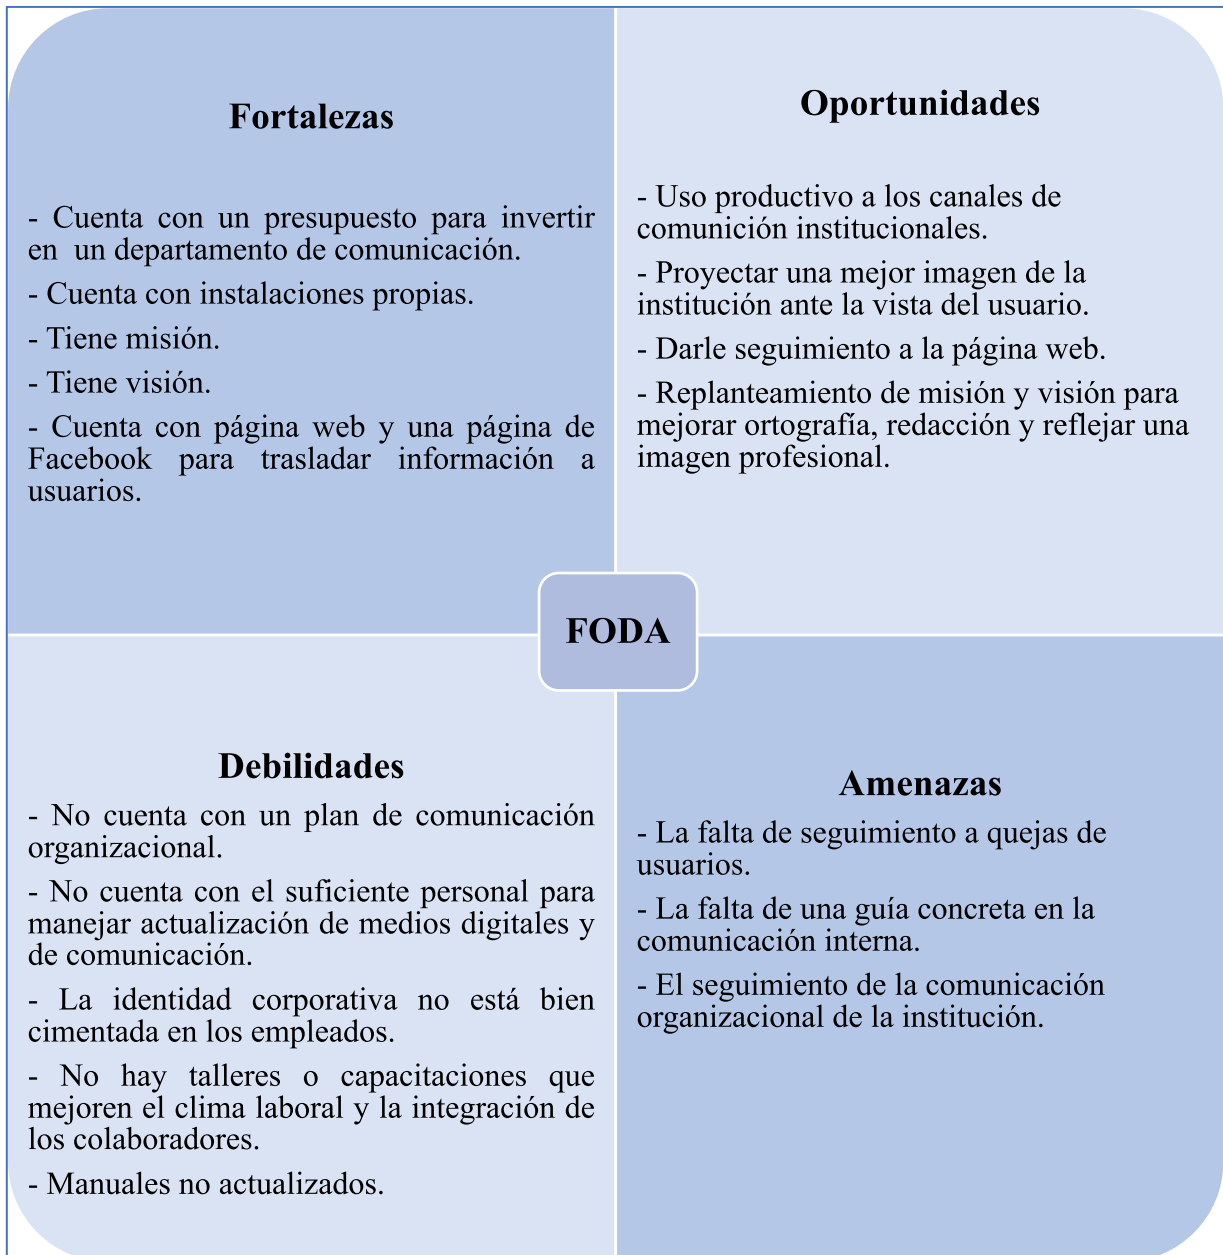 Fortalezas
- Cuenta con un presupuesto para invertir
en un departamento de comunicación.
- Cuenta con instalaciones propias.
- Tiene misión.
- Tiene visión.
- Cuenta con página web y una página de
Facebook para trasladar información a
usuarios.
Oportunidades
- Uso productivo a los canales de
comunición institucionales.
- Proyectar una mejor imagen de la
institución ante la vista del usuario.
- Darle seguimiento a la página web.
- Replanteamiento de misión y visión para
mejorar ortografía, redacción y reflejar una
imagen profesional.
FODA
Debilidades
- No cuenta con un plan de comunicación
organizacional.
- No cuenta con el suficiente personal para
manejar actualización de medios digitales y
de comunicación.
- La identidad corporativa no está bien
cimentada en los empleados.
- No hay talleres o capacitaciones que
mejoren el clima laboral y la integración de
los colaboradores.
- Manuales no actualizados.
Amenazas
- La falta de seguimiento a quejas de
usuarios.
- La falta de una guía concreta en la
comunicación interna.
- El seguimiento de la comunicación
organizacional de la institución.